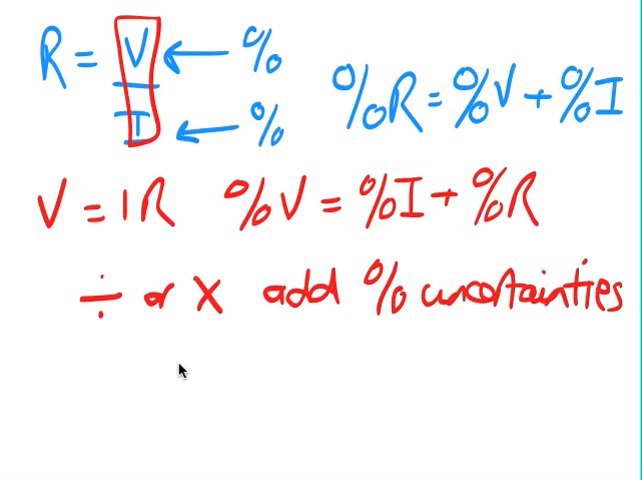 R = V ← %
I ← %
%R = %V + %I
V = IR %V = %I + %R
÷ or X add % uncertainties